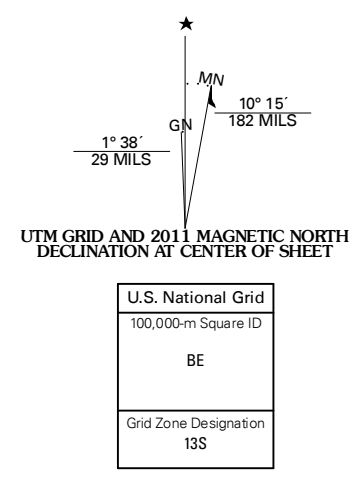 MN
10° 15´
182 MILS
GN
1° 38´
29 MILS
UTM GRID AND 2011 MAGNETIC NORTH
DECLINATION AT CENTER OF SHEET
U.S. National Grid
100,000-m Square ID
BE
Grid Zone Designation
13S